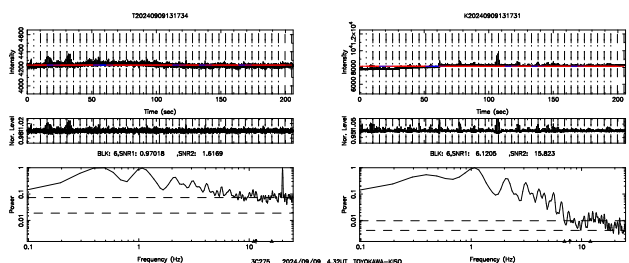 T20240909131734
K20240909131731
Intensity
4000 4200 4400 4600
0 50 100 150 200
Time (sec)
Intensity
6000 8000 10⁴ 1.2×10⁴
0 50 100 150 200
Time (sec)
Nor. Level
Nor. Level
BLK: 6,SNR1: 0.97018 ,SNR2: 1.6169
BLK: 6,SNR1: 6.1205 ,SNR2: 15.823
Power
0.01 0.1 1
0.1 1 10
Frequency (Hz)
Power
0.01 0.1 1
0.1 1 10
Frequency (Hz)
3C275 2024/09/09 4.32UT TOYOKAWA-KISO